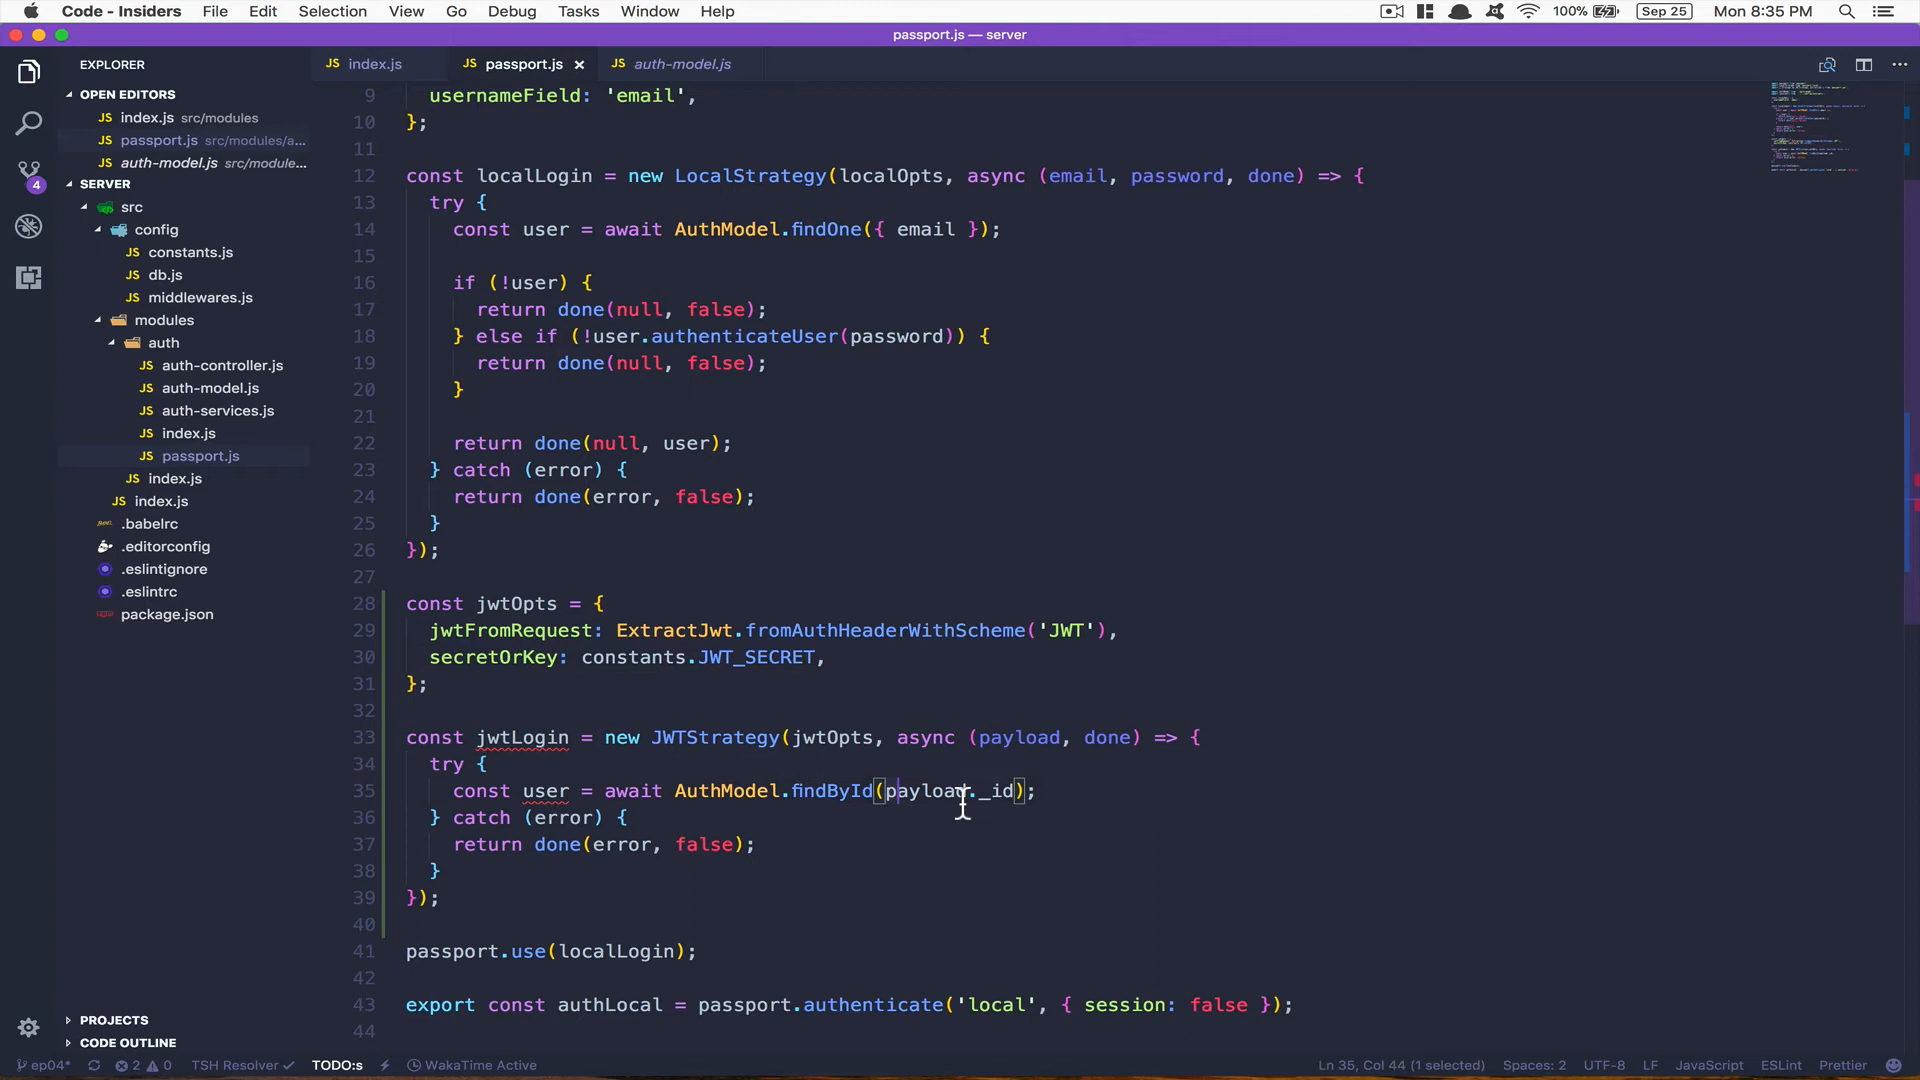 Code - Insiders File Edit Selection View Go Debug Tasks Window Help 100% Sep 25 Mon 8:35 PM
passport.js — server
EXPLORER
index.js passport.js auth-model.js
OPEN EDITORS
index.js src/modules
passport.js src/modules/a...
auth-model.js src/module...
SERVER
src
config
constants.js
db.js
middlewares.js
modules
auth
auth-controller.js
auth-model.js
auth-services.js
index.js
passport.js
index.js
index.js
.babelrc
.editorconfig
.eslintignore
.eslintrc
package.json
PROJECTS
CODE OUTLINE
9 usernameField: 'email',
10 };
11
12 const localLogin = new LocalStrategy(localOpts, async (email, password, done) => {
13 try {
14 const user = await AuthModel.findOne({ email });
15
16 if (!user) {
17 return done(null, false);
18 } else if (!user.authenticateUser(password)) {
19 return done(null, false);
20 }
21
22 return done(null, user);
23 } catch (error) {
24 return done(error, false);
25 }
26 });
27
28 const jwtOpts = {
29 jwtFromRequest: ExtractJwt.fromAuthHeaderWithScheme('JWT'),
30 secretOrKey: constants.JWT_SECRET,
31 };
32
33 const jwtLogin = new JWTStrategy(jwtOpts, async (payload, done) => {
34 try {
35 const user = await AuthModel.findById(payload._id);
36 } catch (error) {
37 return done(error, false);
38 }
39 });
40
41 passport.use(localLogin);
42
43 export const authLocal = passport.authenticate('local', { session: false });
44
4
ep04* 2 0 TSH Resolver TODO:s WakaTime Active Ln 35, Col 44 (1 selected) Spaces: 2 UTF-8 LF JavaScript ESLint Prettier